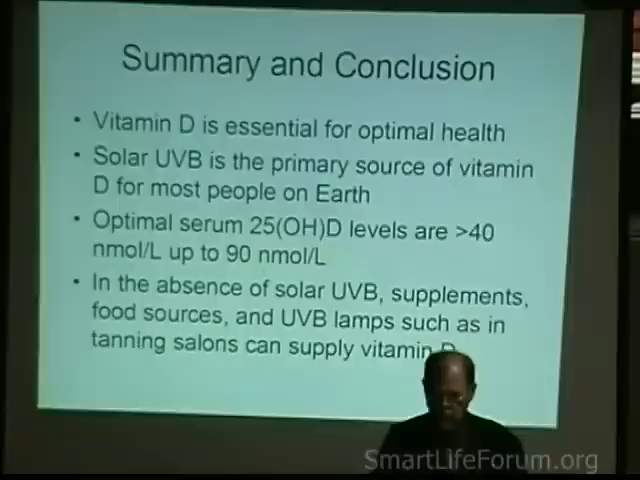 Summary and Conclusion
• Vitamin D is essential for optimal health
• Solar UVB is the primary source of vitamin
D for most people on Earth
• Optimal serum 25(OH)D levels are >40
nmol/L up to 90 nmol/L
• In the absence of solar UVB, supplements,
food sources, and UVB lamps such as in
tanning salons can supply vitamin
SmartLifeForum.org